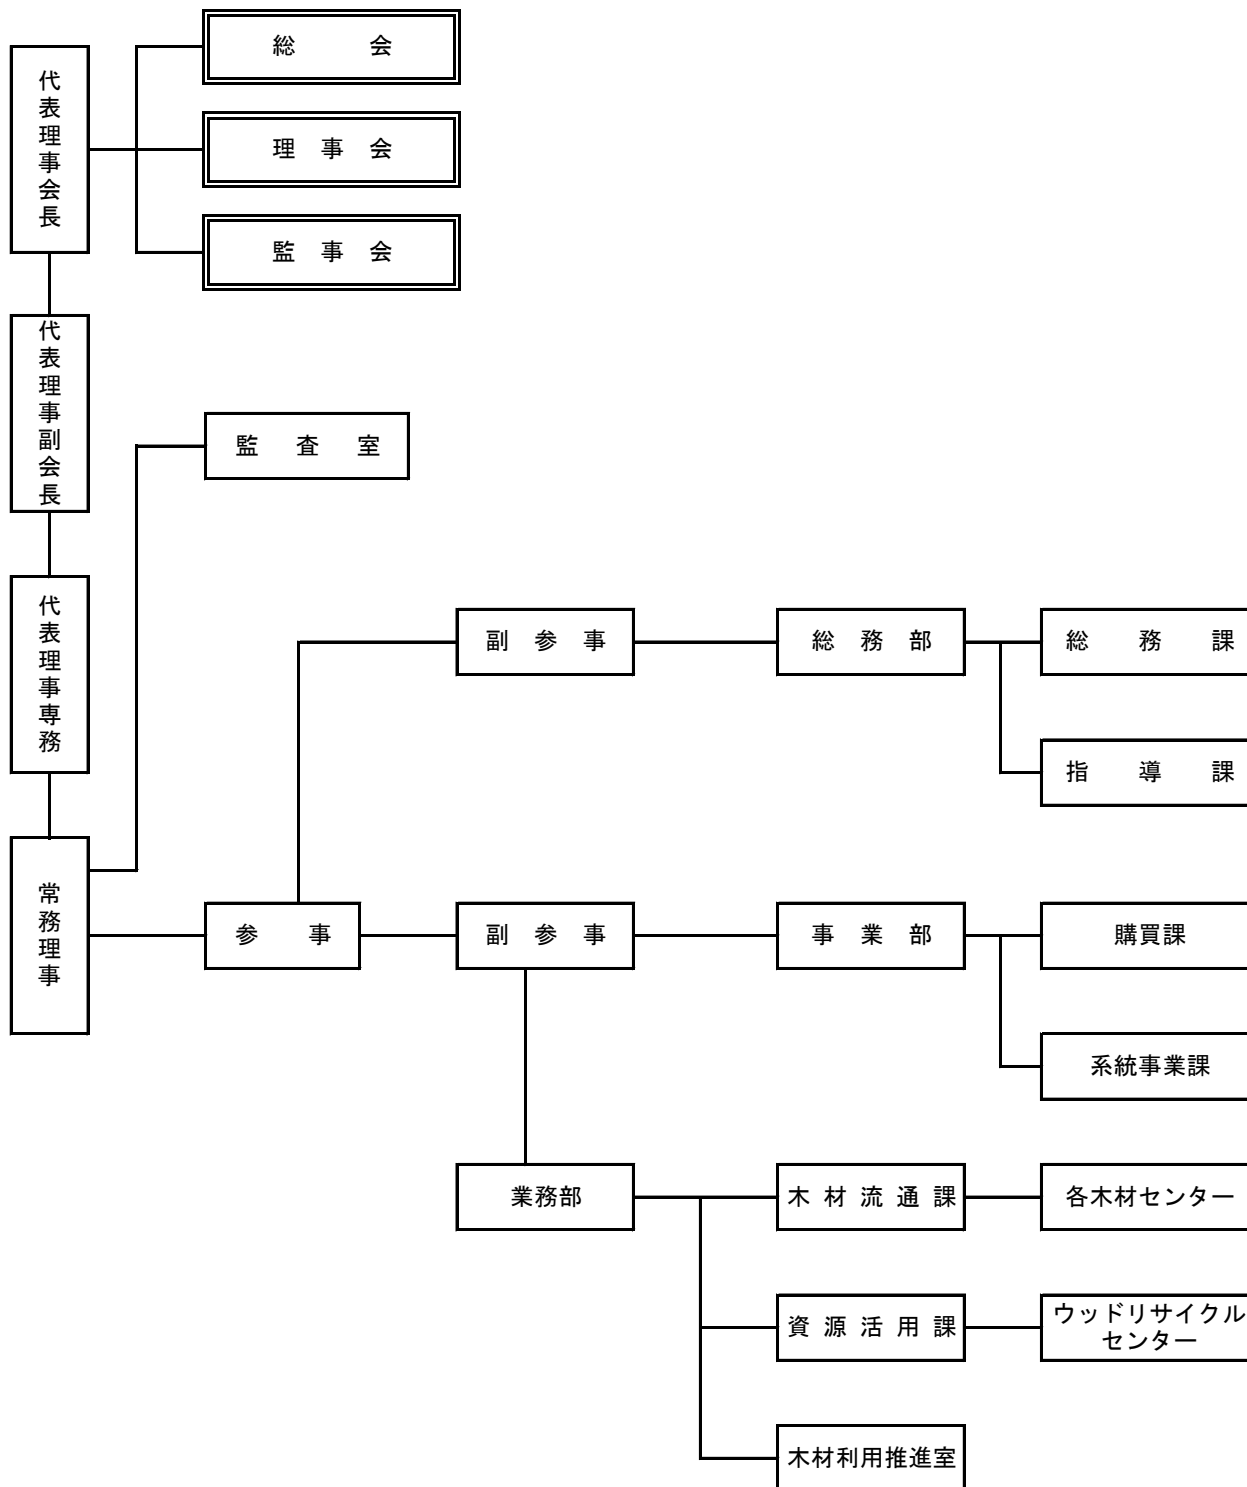 代表理事会長
総会
理事会
監事会
代表理事副会長
監査室
代表理事専務
副参事
総務部
総務課
指導課
常務理事
参事
副参事
事業部
購買課
系統事業課
業務部
木材流通課
各木材センター
資源活用課
ウッドリサイクル
センター
木材利用推進室